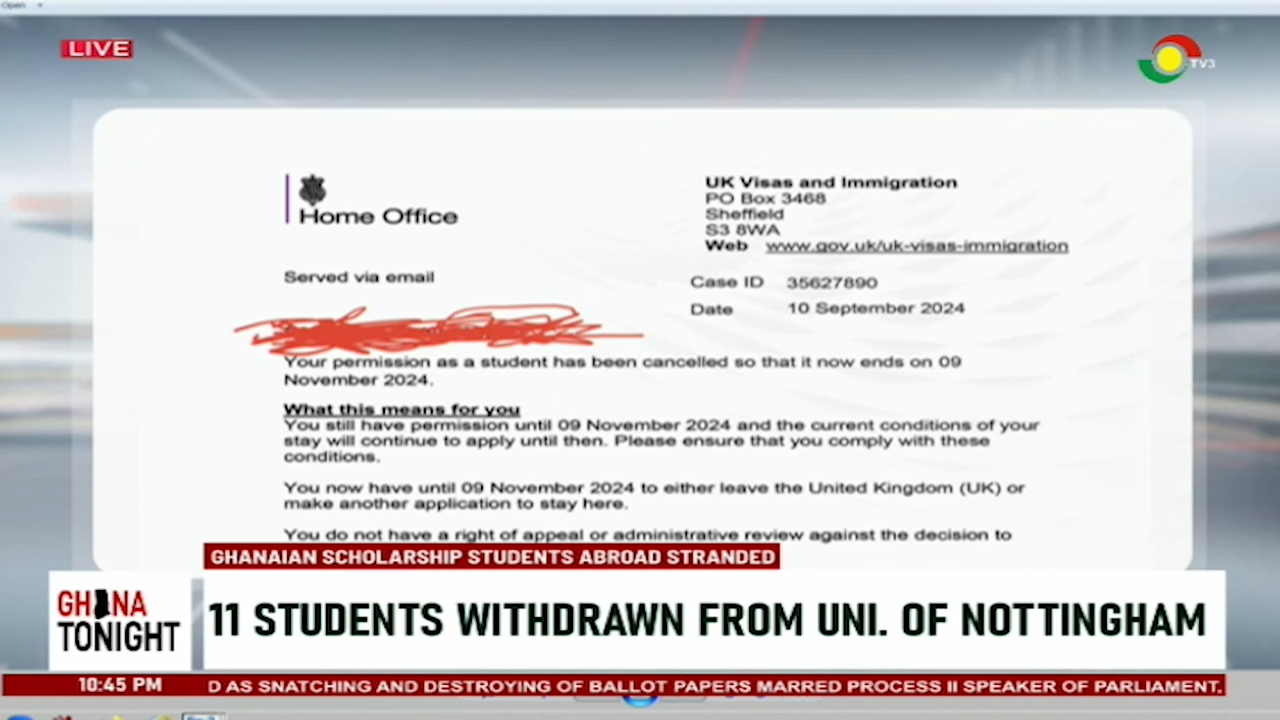 Open
LIVE
TV3
Home Office
UK Visas and Immigration
PO Box 3468
Sheffield
S3 8WA
Web www.gov.uk/uk-visas-immigration
Served via email
Case ID 35627890
Date 10 September 2024
Your permission as a student has been cancelled so that it now ends on 09
November 2024.
What this means for you
You still have permission until 09 November 2024 and the current conditions of your
stay will continue to apply until then. Please ensure that you comply with these
conditions.
You now have until 09 November 2024 to either leave the United Kingdom (UK) or
make another application to stay here.
You do not have a right of appeal or administrative review against the decision to
GHANAIAN SCHOLARSHIP STUDENTS ABROAD STRANDED
GHANA
TONIGHT
11 STUDENTS WITHDRAWN FROM UNI. OF NOTTINGHAM
10:45 PM
D AS SNATCHING AND DESTROYING OF BALLOT PAPERS MARRED PROCESS II SPEAKER OF PARLIAMENT,